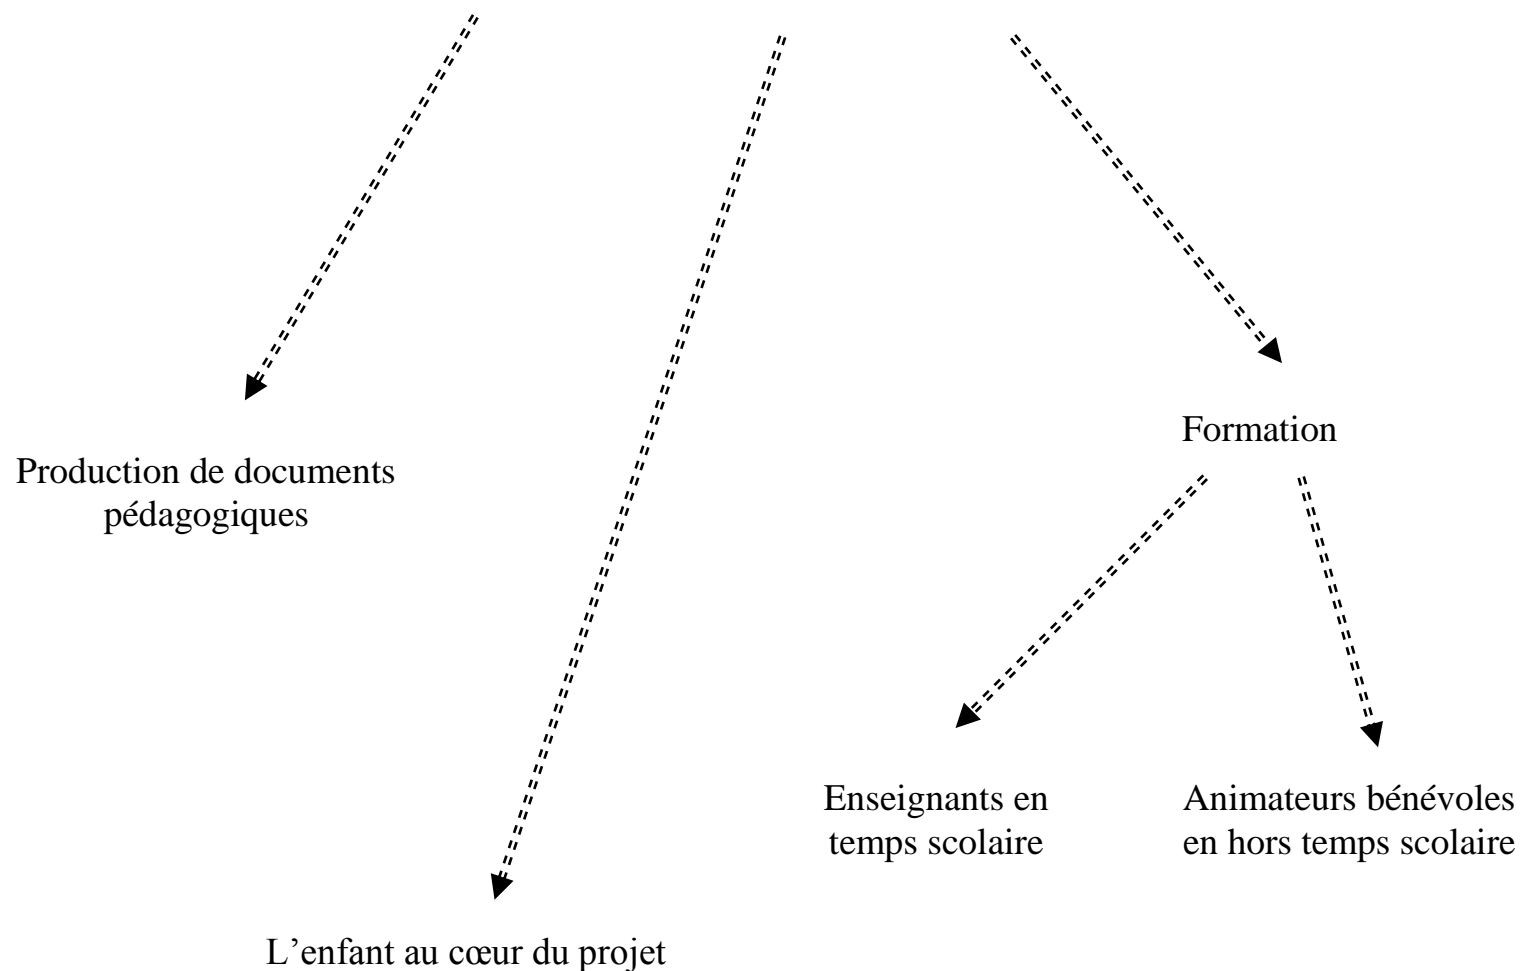 Formation
Production de documents
pédagogiques
Enseignants en
temps scolaire
Animateurs bénévoles
en hors temps scolaire
L’enfant au cœur du projet